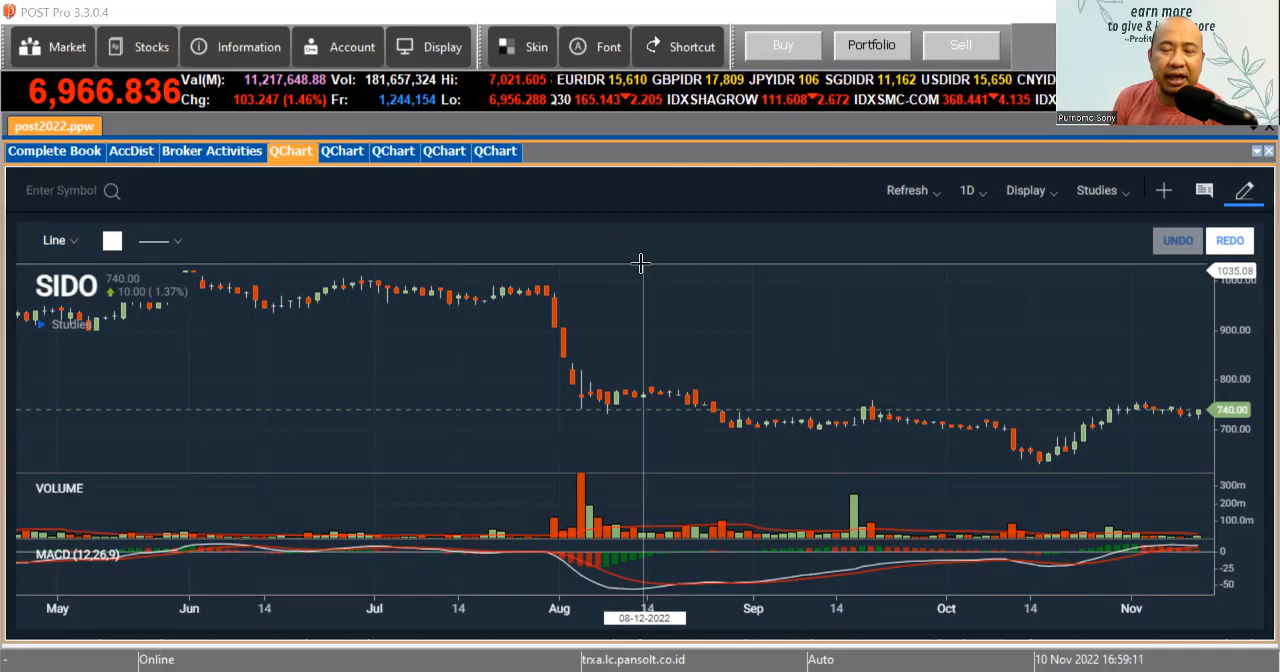 POST Pro 3.3.0.4
Market Stocks Information Account Display Skin Font Shortcut Buy Portfolio Sell
earn more
to give &
6,966.836
Val(M): 11,217,648.88 Vol: 181,657,324 Hi: 7,021.605
Chg: 103.247 (1.46%) Fr: 1,244,154 Lo: 6,956.288
EURIDR 15,610 GBPIDR 17,809 JPYIDR 106 SGDIDR 11,162 USDIDR 15,650 CNYID
165.143 2.205 IDXSHAGROW 111.608 2.672 IDXSMC-COM 368.441 4.135 IDX
Purnomo Sony
post2022.ppw
Complete Book AccDist Broker Activities QChart QChart QChart QChart QChart
Enter Symbol Refresh 1D Display Studies
Line UNDO REDO
SIDO 740.00
10.00 ( 1.37%)
Studies
1035.08
1000.00
900.00
800.00
740.00
700.00
VOLUME
300m
200m
100.0m
MACD (12,26,9)
0
-25
-50
May Jun 14 Jul 14 Aug 14 Sep 14 Oct 14 Nov
08-12-2022
- Online trxa.lc.pansolt.co.id Auto 10 Nov 2022 16:59:11